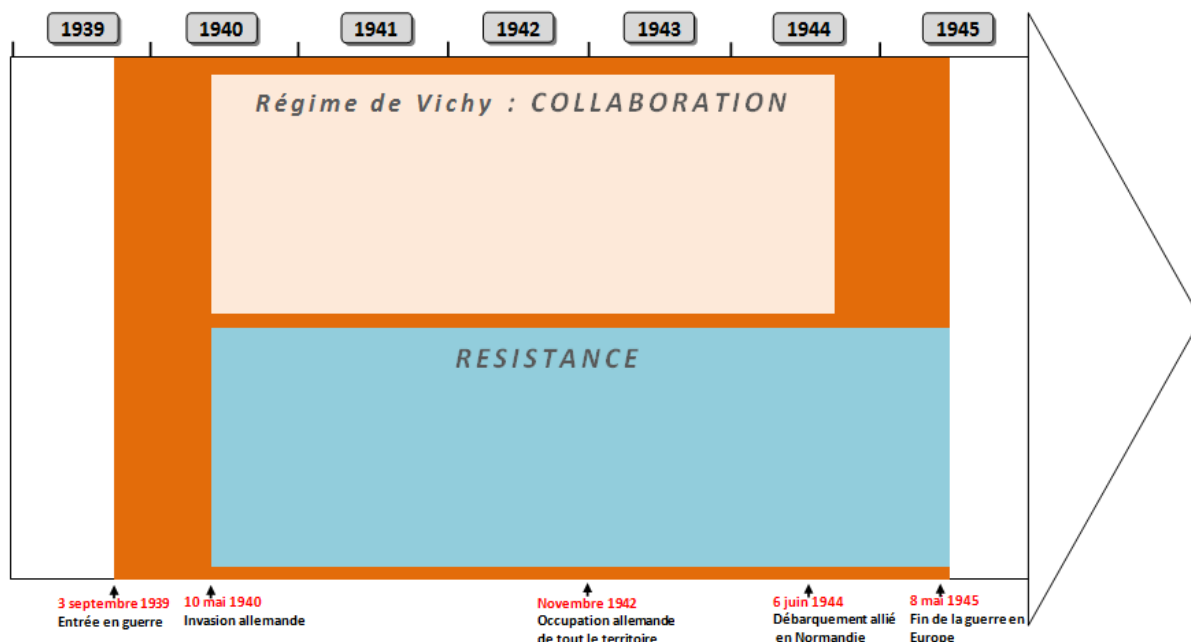 1939 1940 1941 1942 1943 1944 1945
Régime de Vichy : COLLABORATION
RESISTANCE
3 septembre 1939
Entrée en guerre
10 mai 1940
Invasion allemande
Novembre 1942
Occupation allemande
de tout le territoire
6 juin 1944
Débarquement allié
en Normandie
8 mai 1945
Fin de la guerre en
Europe